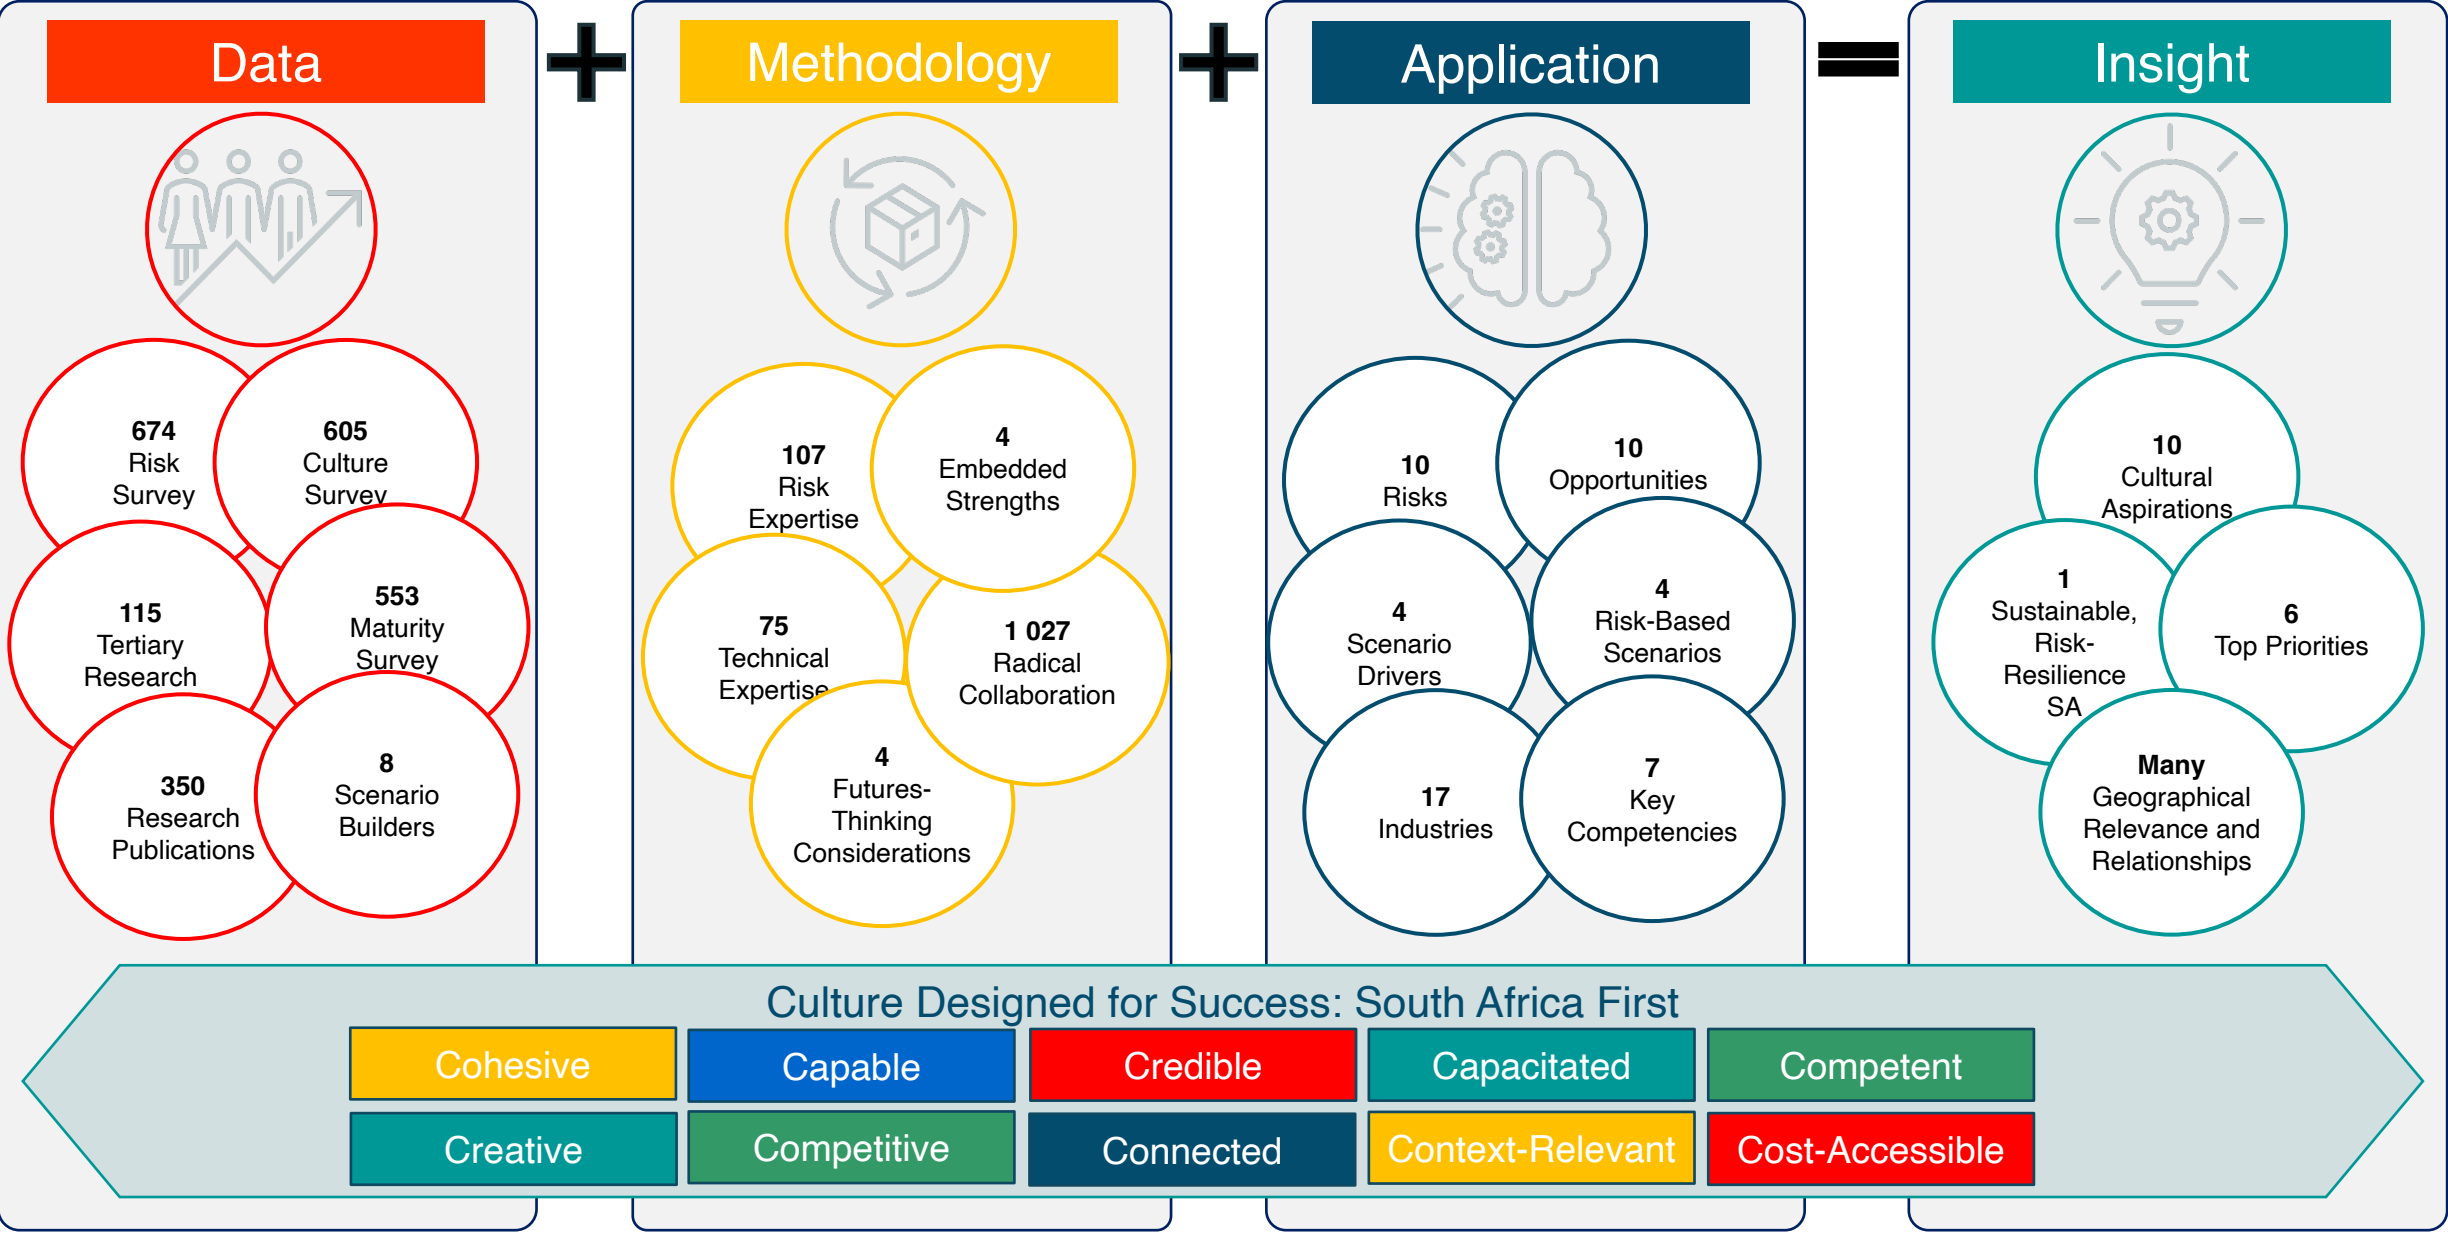 Data
+
Methodology
+
Application
=
Insight
674
Risk
Survey
605
Culture
Survey
115
Tertiary
Research
553
Maturity
Survey
350
Research
Publications
8
Scenario
Builders
107
Risk
Expertise
4
Embedded
Strengths
75
Technical
Expertise
1 027
Radical
Collaboration
4
Futures-
Thinking
Considerations
10
Risks
10
Opportunities
4
Scenario
Drivers
4
Risk-Based
Scenarios
17
Industries
7
Key
Competencies
10
Cultural
Aspirations
1
Sustainable,
Risk-
Resilience
SA
6
Top Priorities
Many
Geographical
Relevance and
Relationships
Culture Designed for Success: South Africa First
Cohesive
Capable
Credible
Capacitated
Competent
Creative
Competitive
Connected
Context-Relevant
Cost-Accessible